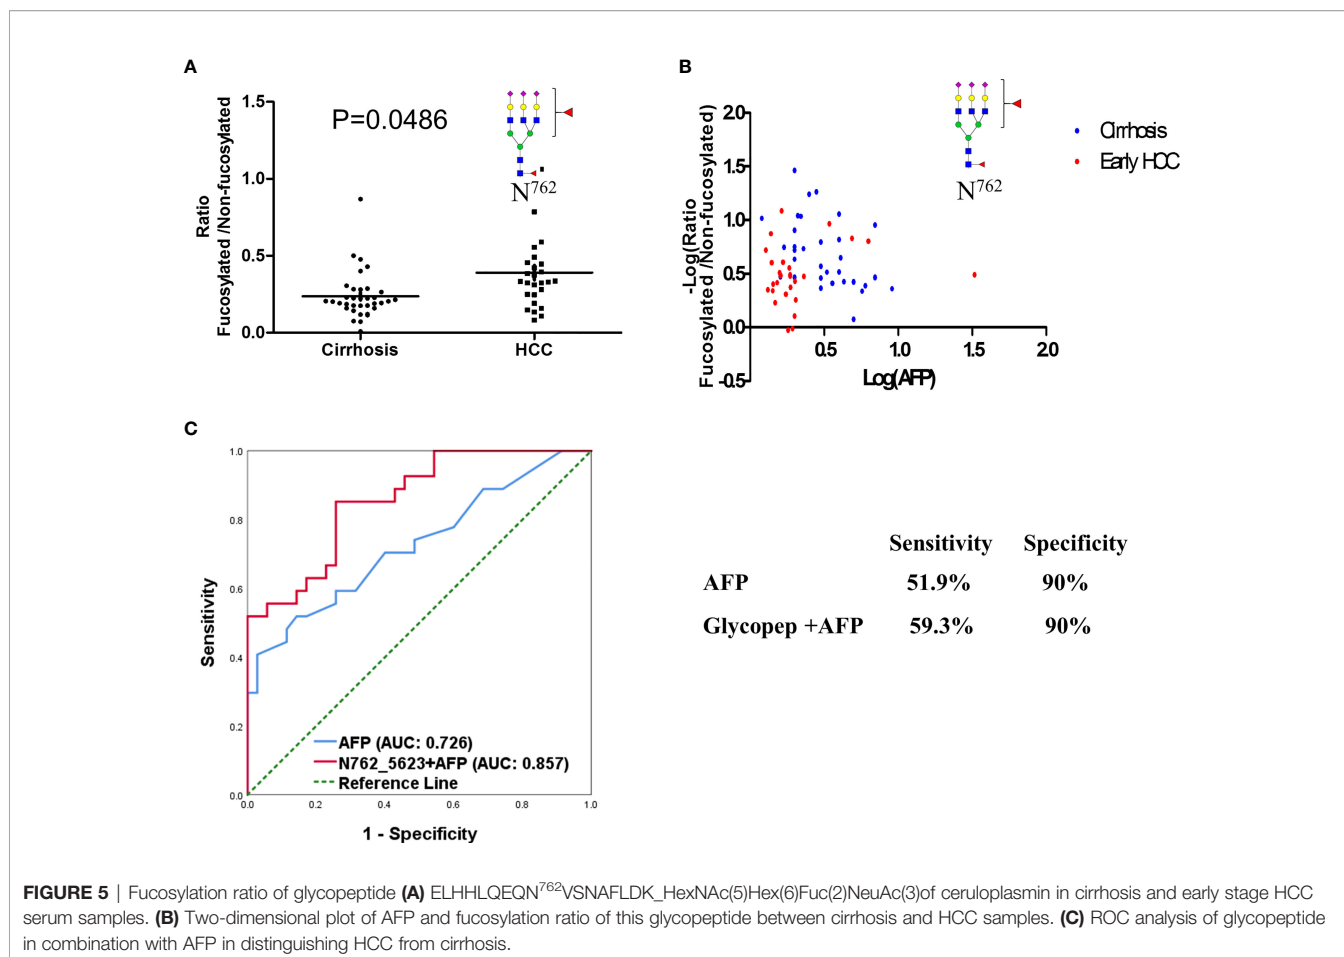 A
Ratio
Fucosylated /Non-fucosylated
1.5
1.0
0.5
0.0
P=0.0486
N762
Cirrhosis
HCC
B
-Log(Ratio
Fucosylated /Non-fucosylated)
2.0
1.5
1.0
0.5
0.0
-0.5
0.5
1.0
1.5
2.0
Log(AFP)
N762
Cirrhosis
Early HCC
C
Sensitivity
1.0
0.8
0.6
0.4
0.2
0.0
0.0
0.2
0.4
0.6
0.8
1.0
1 - Specificity
AFP (AUC: 0.726)
N762_5623+AFP (AUC: 0.857)
Reference Line
Sensitivity Specificity
AFP 51.9% 90%
Glycopep +AFP 59.3% 90%
FIGURE 5 | Fucosylation ratio of glycopeptide (A) ELHHLQEQN762VSNAFLDK_HexNAc(5)Hex(6)Fuc(2)NeuAc(3)of ceruloplasmin in cirrhosis and early stage HCC
serum samples. (B) Two-dimensional plot of AFP and fucosylation ratio of this glycopeptide between cirrhosis and HCC samples. (C) ROC analysis of glycopeptide
in combination with AFP in distinguishing HCC from cirrhosis.